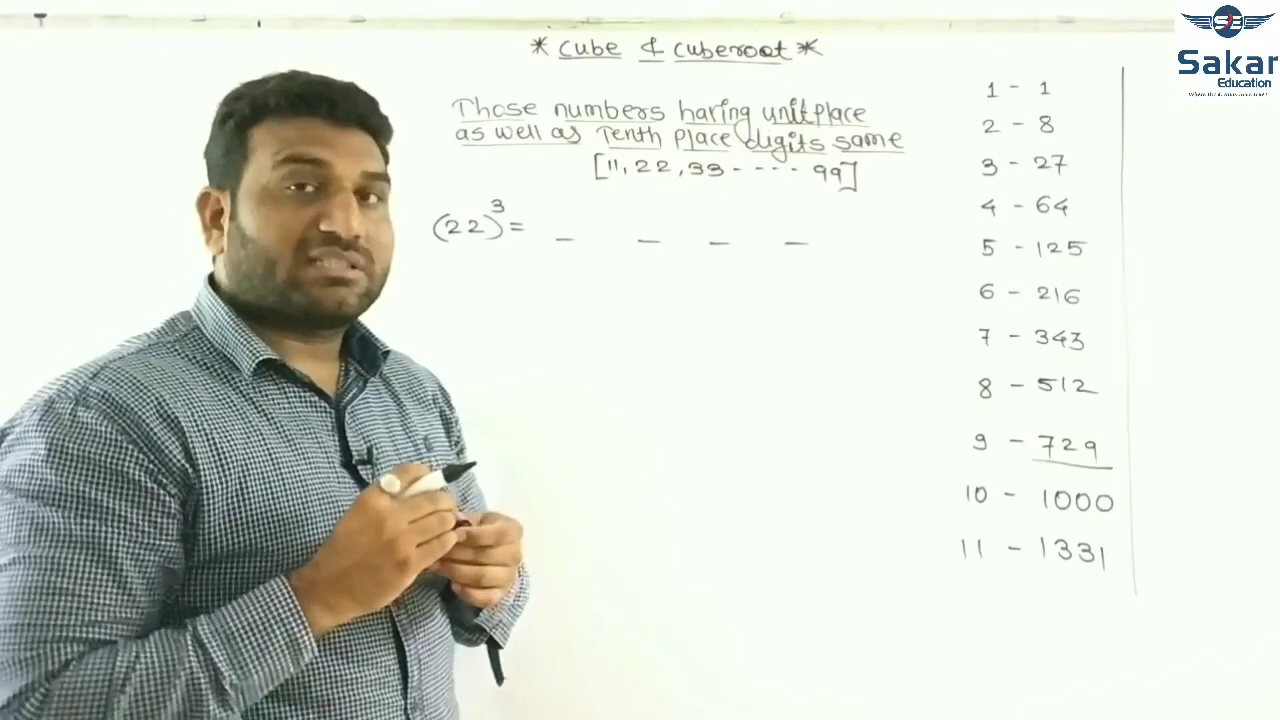 * Cube & Cuberoot *
Those numbers having unit place
as well as Tenth Place digits same
[11, 22, 33 - - - - 99]
(22)³ = _ _ _ _
1 - 1
2 - 8
3 - 27
4 - 64
5 - 125
6 - 216
7 - 343
8 - 512
9 - 729
10 - 1000
11 - 1331
Sakar
Education